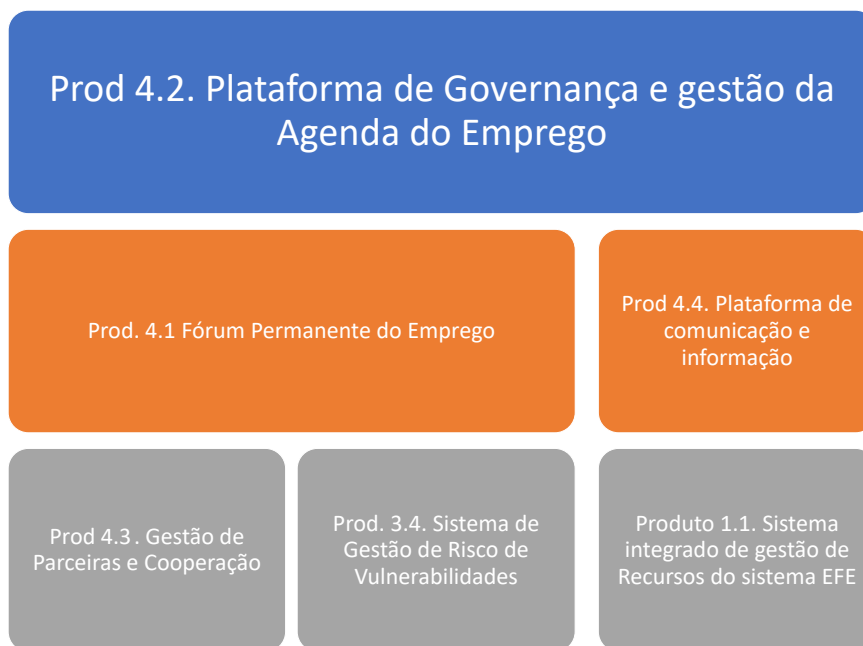 Prod 4.2. Plataforma de Governança e gestão da
Agenda do Emprego
Prod. 4.1 Fórum Permanente do Emprego
Prod 4.4. Plataforma de
comunicação e
informação
Prod 4.3. Gestão de
Parceiras e Cooperação
Prod. 3.4. Sistema de
Gestão de Risco de
Vulnerabilidades
Produto 1.1. Sistema
integrado de gestão de
Recursos do sistema EFE